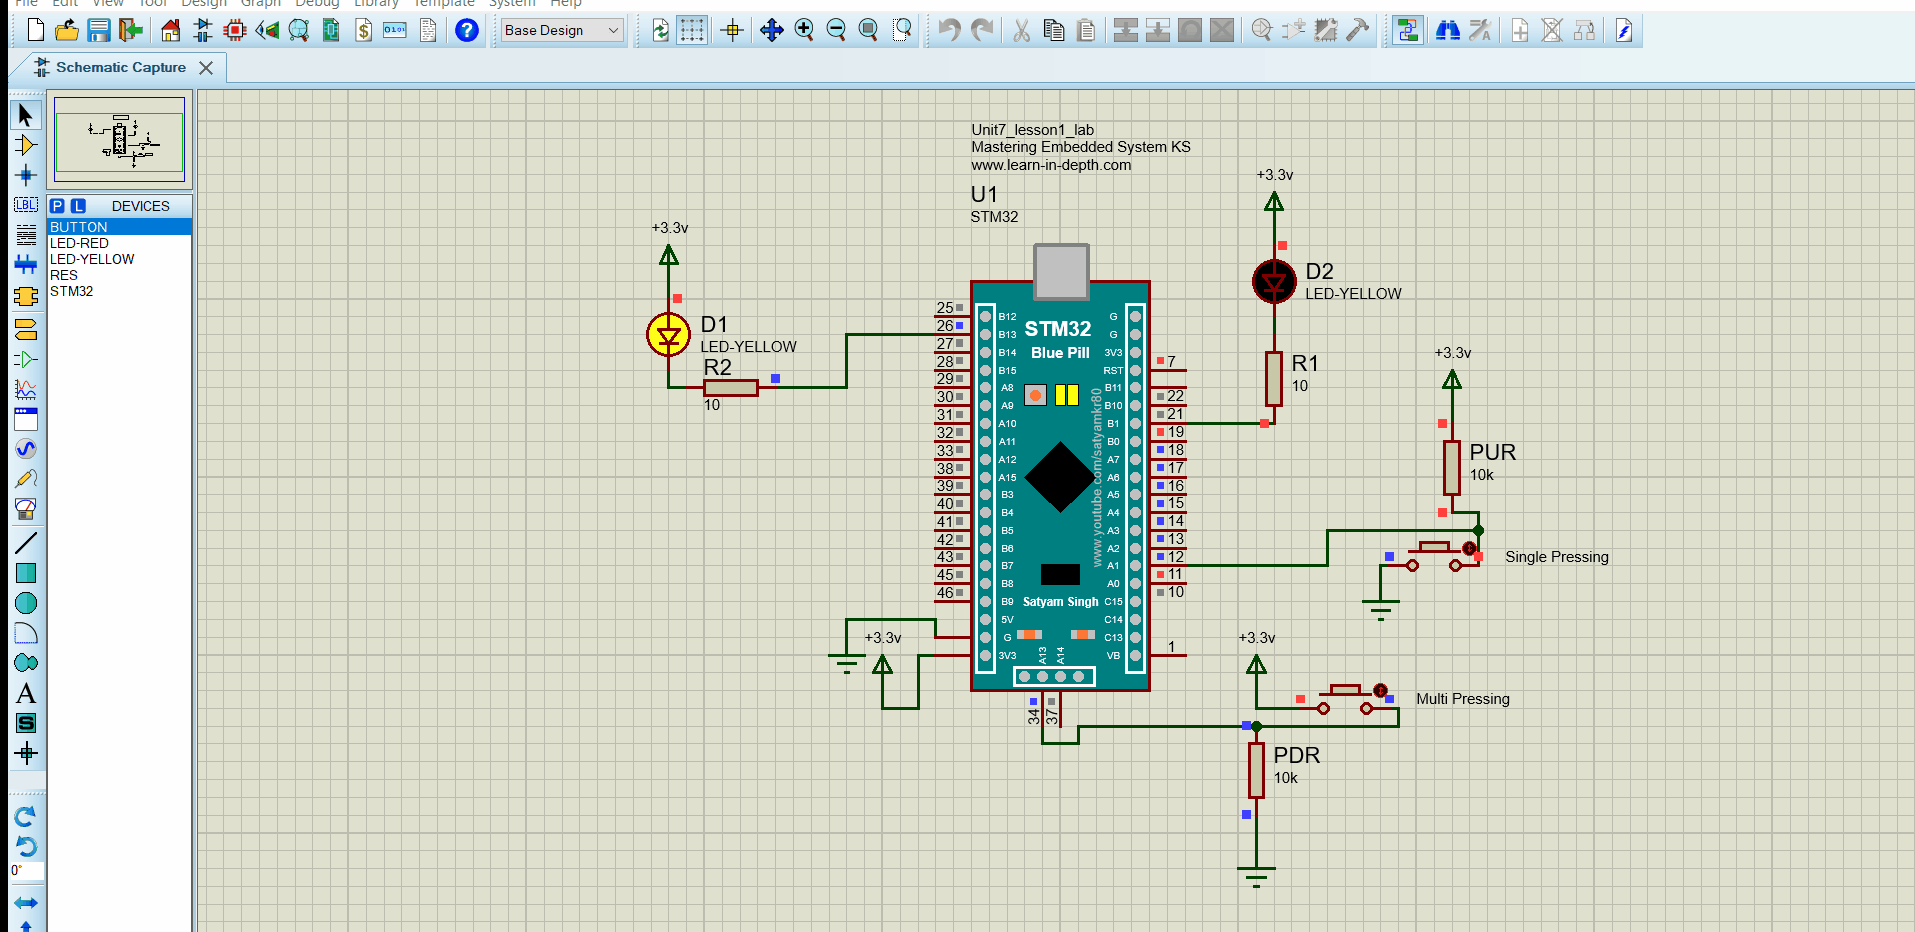 File Edit View Tool Design Graph Debug Library Template System Help
Base Design
Schematic Capture
P L DEVICES
BUTTON
LED-RED
LED-YELLOW
RES
STM32
LBL
A
S
0°
Unit7_lesson1_lab
Mastering Embedded System KS
www.learn-in-depth.com
U1
STM32
+3.3v
D1
LED-YELLOW
R2
10
+3.3v
D2
LED-YELLOW
R1
10
STM32
Blue Pill
www.youtube.com/satyamkr80
Satyam Singh
25 B12
26 B13
27 B14
28 B15
29 A8
30 A9
31 A10
32 A11
33 A12
38 A15
39 B3
40 B4
41 B5
42 B6
43 B7
45 B8
46 B9
5V
G
3V3
G
G
3V3
RST 7
B11
B10 22
B1 21
B0 19
A7 18
A6 17
A5 16
A4 15
A3 14
A2 13
A1 12
A0 11
C15 10
C14
C13
VB 1
A13
A14
34
37
+3.3v
+3.3v
PUR
10k
Single Pressing
+3.3v
Multi Pressing
PDR
10k